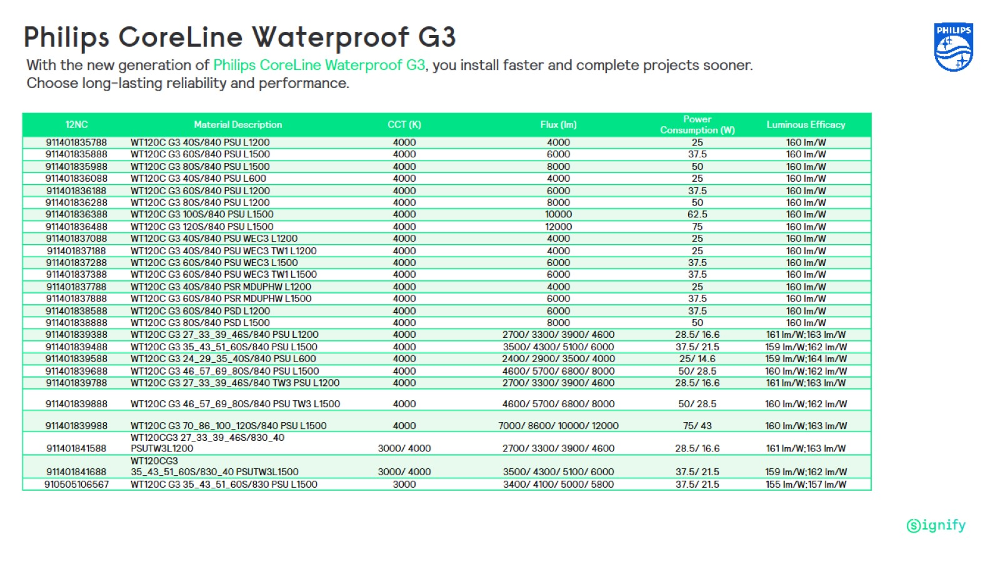 Philips CoreLine Waterproof G3
PHILIPS
With the new generation of Philips CoreLine Waterproof G3, you install faster and complete projects sooner.
Choose long-lasting reliability and performance.
12NC Material Description CCT (K) Flux (lm) Power Consumption (W) Luminous Efficacy
911401835788 WT120C G3 40S/840 PSU L1200 4000 4000 25 160 lm/W
911401835888 WT120C G3 60S/840 PSU L1500 4000 6000 37.5 160 lm/W
911401835988 WT120C G3 80S/840 PSU L1500 4000 8000 50 160 lm/W
911401836088 WT120C G3 40S/840 PSU L600 4000 4000 25 160 lm/W
911401836188 WT120C G3 60S/840 PSU L1200 4000 6000 37.5 160 lm/W
911401836288 WT120C G3 80S/840 PSU L1200 4000 8000 50 160 lm/W
911401836388 WT120C G3 100S/840 PSU L1500 4000 10000 62.5 160 lm/W
911401836488 WT120C G3 120S/840 PSU L1500 4000 12000 75 160 lm/W
911401837088 WT120C G3 40S/840 PSU WEC3 L1200 4000 4000 25 160 lm/W
911401837188 WT120C G3 40S/840 PSU WEC3 TW1 L1200 4000 4000 25 160 lm/W
911401837288 WT120C G3 60S/840 PSU WEC3 L1500 4000 6000 37.5 160 lm/W
911401837388 WT120C G3 60S/840 PSU WEC3 TW1 L1500 4000 6000 37.5 160 lm/W
911401837788 WT120C G3 40S/840 PSR MDUPHW L1200 4000 4000 25 160 lm/W
911401837888 WT120C G3 60S/840 PSR MDUPHW L1500 4000 6000 37.5 160 lm/W
911401838588 WT120C G3 60S/840 PSD L1200 4000 6000 37.5 160 lm/W
911401838888 WT120C G3 80S/840 PSD L1500 4000 8000 50 160 lm/W
911401839388 WT120C G3 27_33_39_46S/840 PSU L1200 4000 2700/ 3300/ 3900/ 4600 28.5/ 16.6 161 lm/W;163 lm/W
911401839488 WT120C G3 35_43_51_60S/840 PSU L1500 4000 3500/ 4300/ 5100/ 6000 37.5/ 21.5 159 lm/W;162 lm/W
911401839588 WT120C G3 24_29_35_40S/840 PSU L600 4000 2400/ 2900/ 3500/ 4000 25/ 14.6 159 lm/W;164 lm/W
911401839688 WT120C G3 46_57_69_80S/840 PSU L1500 4000 4600/ 5700/ 6800/ 8000 50/ 28.5 160 lm/W;162 lm/W
911401839788 WT120C G3 27_33_39_46S/840 TW3 PSU L1200 4000 2700/ 3300/ 3900/ 4600 28.5/ 16.6 161 lm/W;163 lm/W
911401839888 WT120C G3 46_57_69_80S/840 PSU TW3 L1500 4000 4600/ 5700/ 6800/ 8000 50/ 28.5 160 lm/W;162 lm/W
911401839988 WT120C G3 70_86_100_120S/840 PSU L1500 4000 7000/ 8600/ 10000/ 12000 75/ 43 160 lm/W;163 lm/W
WT120CG3 27_33_39_46S/830_40
911401841588 PSUTW3L1200 3000/ 4000 2700/ 3300/ 3900/ 4600 28.5/ 16.6 161 lm/W;163 lm/W
WT120CG3
911401841688 35_43_51_60S/830_40 PSUTW3L1500 3000/ 4000 3500/ 4300/ 5100/ 6000 37.5/ 21.5 159 lm/W;162 lm/W
910505106567 WT120C G3 35_43_51_60S/830 PSU L1500 3000 3400/ 4100/ 5000/ 5800 37.5/ 21.5 155 lm/W;157 lm/W
Signify